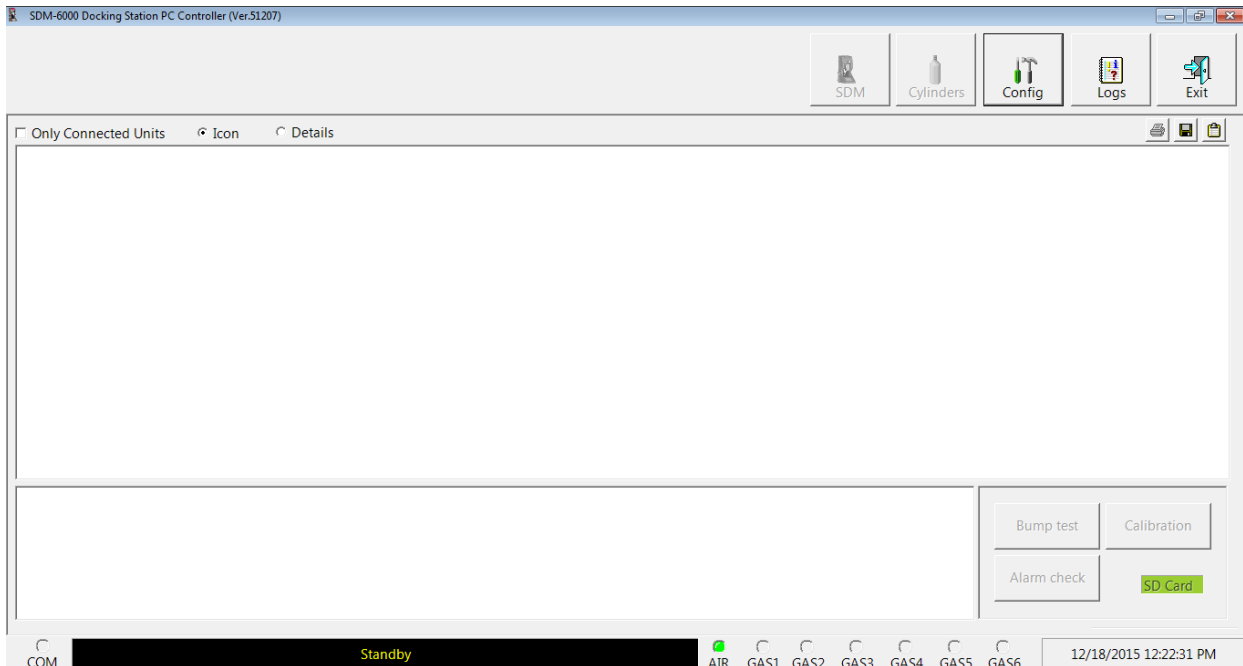 SDM-6000 Docking Station PC Controller (Ver.51207)
SDM Cylinders Config Logs Exit
Only Connected Units Icon Details
Bump test Calibration
Alarm check SD Card
COM Standby AIR GAS1 GAS2 GAS3 GAS4 GAS5 GAS6 12/18/2015 12:22:31 PM